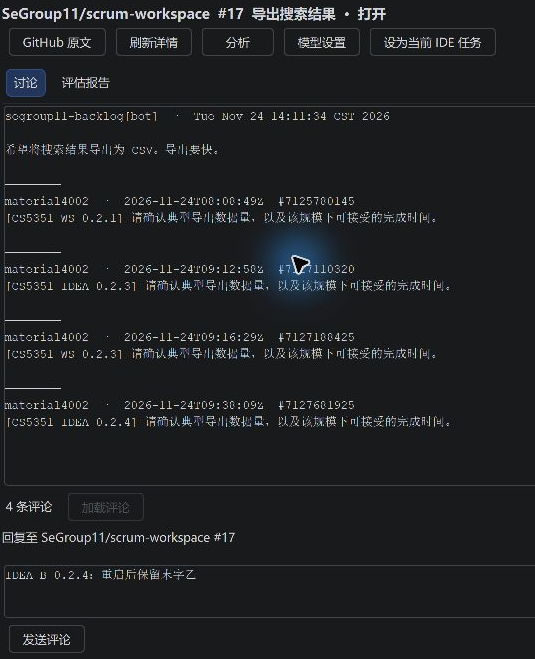 SeGroup11/scrum-workspace #17 导出搜索结果 • 打开
GitHub 原文 刷新详情 分析 模型设置 设为当前 IDE 任务
讨论 评估报告
segroup11-backlog[bot] · Tue Nov 24 14:11:34 CST 2026
希望将搜索结果导出为 CSV。导出要快。
────────
material4002 · 2026-11-24T08:08:49Z #7125780145
[CS5351 WS 0.2.1] 请确认典型导出数据量，以及该规模下可接受的完成时间。
────────
material4002 · 2026-11-24T09:12:58Z #7127110320
[CS5351 IDEA 0.2.3] 请确认典型导出数据量，以及该规模下可接受的完成时间。
────────
material4002 · 2026-11-24T09:16:29Z #7127188425
[CS5351 WS 0.2.3] 请确认典型导出数据量，以及该规模下可接受的完成时间。
────────
material4002 · 2026-11-24T09:38:09Z #7127681925
[CS5351 IDEA 0.2.4] 请确认典型导出数据量，以及该规模下可接受的完成时间。
4 条评论 加载评论
回复至 SeGroup11/scrum-workspace #17
IDEA B 0.2.4：重启后保留末字乙
发送评论